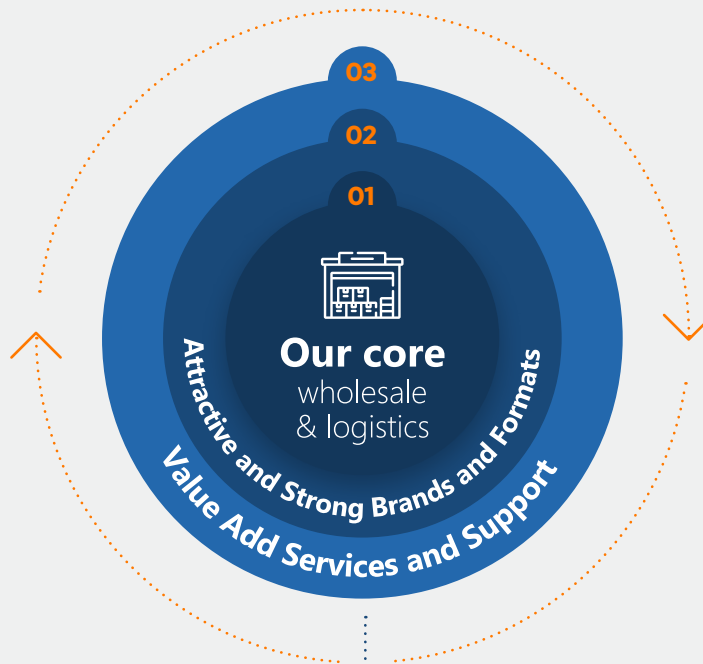 03
02
01
Our core
wholesale
& logistics
Attractive and Strong Brands and Formats
Value Add Services and Support